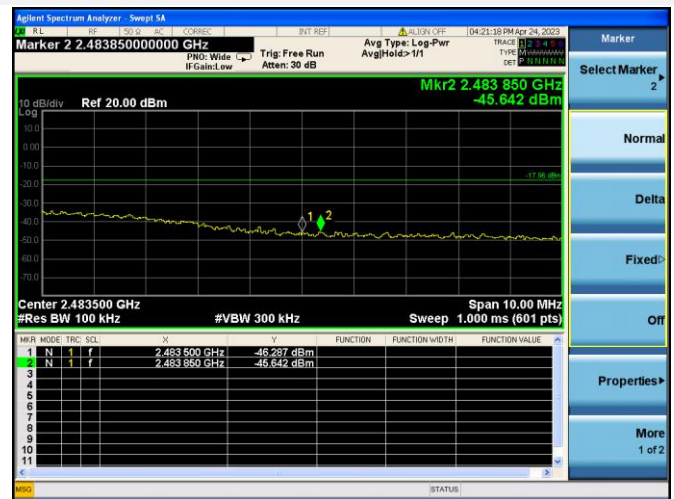 Agilent Spectrum Analyzer - Swept SA
RL RF 50 Ω AC CORREC INT REF ALIGN OFF 04:21:18 PM Apr 24, 2023
Marker 2 2.483850000000 GHz
PNO: Wide
IFGain:Low
Trig: Free Run
Atten: 30 dB
Avg Type: Log-Pwr
Avg|Hold:>1/1
TRACE 1 2 3 4 5 6
TYPE
DET P N N N N N
Mkr2 2.483 850 GHz
-45.642 dBm
10 dB/div Ref 20.00 dBm
Log
10.0
0.00
-10.0
-17.96 dBm
-20.0
-30.0
-40.0
1
2
-50.0
-60.0
-70.0
Center 2.483500 GHz Span 10.00 MHz
#Res BW 100 kHz #VBW 300 kHz Sweep 1.000 ms (601 pts)
MKR MODE TRC SCL X Y FUNCTION FUNCTION WIDTH FUNCTION VALUE
1 N 1 f 2.483 500 GHz -46.287 dBm
2 N 1 f 2.483 850 GHz -45.642 dBm
3
4
5
6
7
8
9
10
11
MSG STATUS
Marker
Select Marker
2
Normal
Delta
Fixed
Off
Properties
More
1 of 2